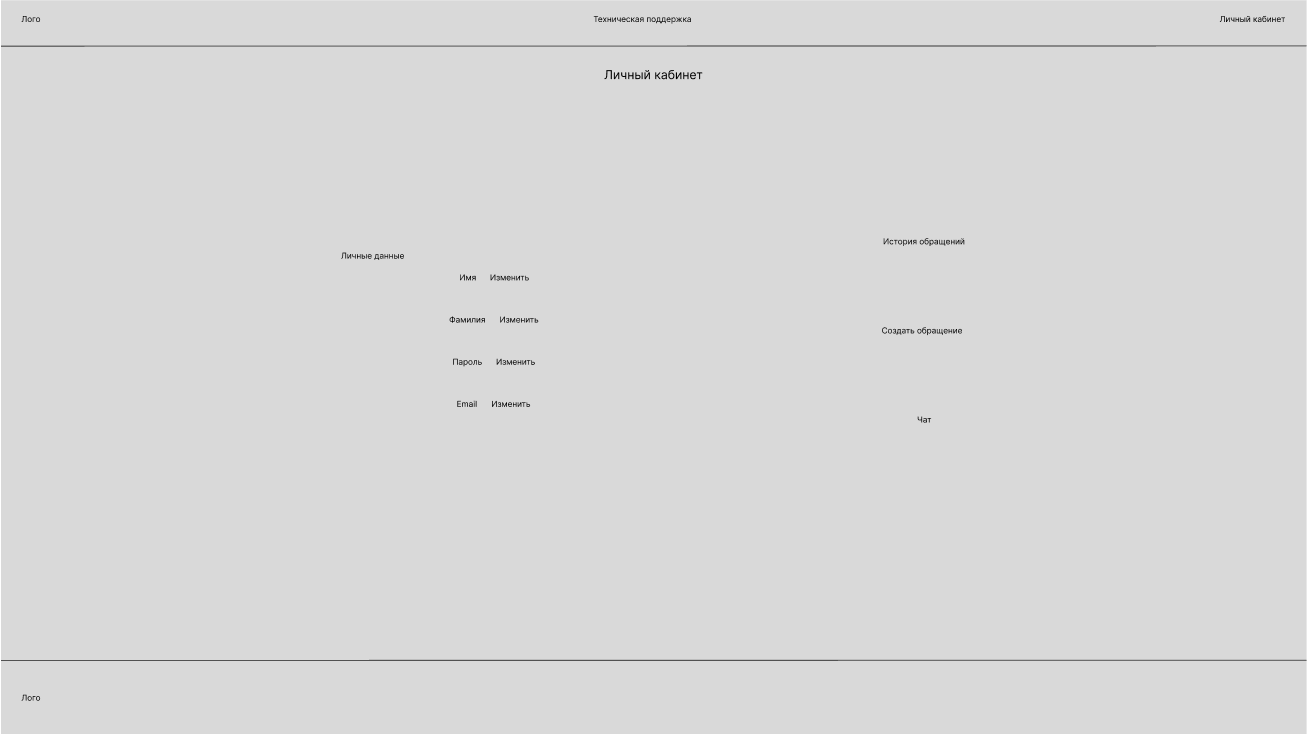 Лого
Техническая поддержка
Личный кабинет
Личный кабинет
Личные данные
Имя Изменить
Фамилия Изменить
Пароль Изменить
Email Изменить
История обращений
Создать обращение
Чат
Лого